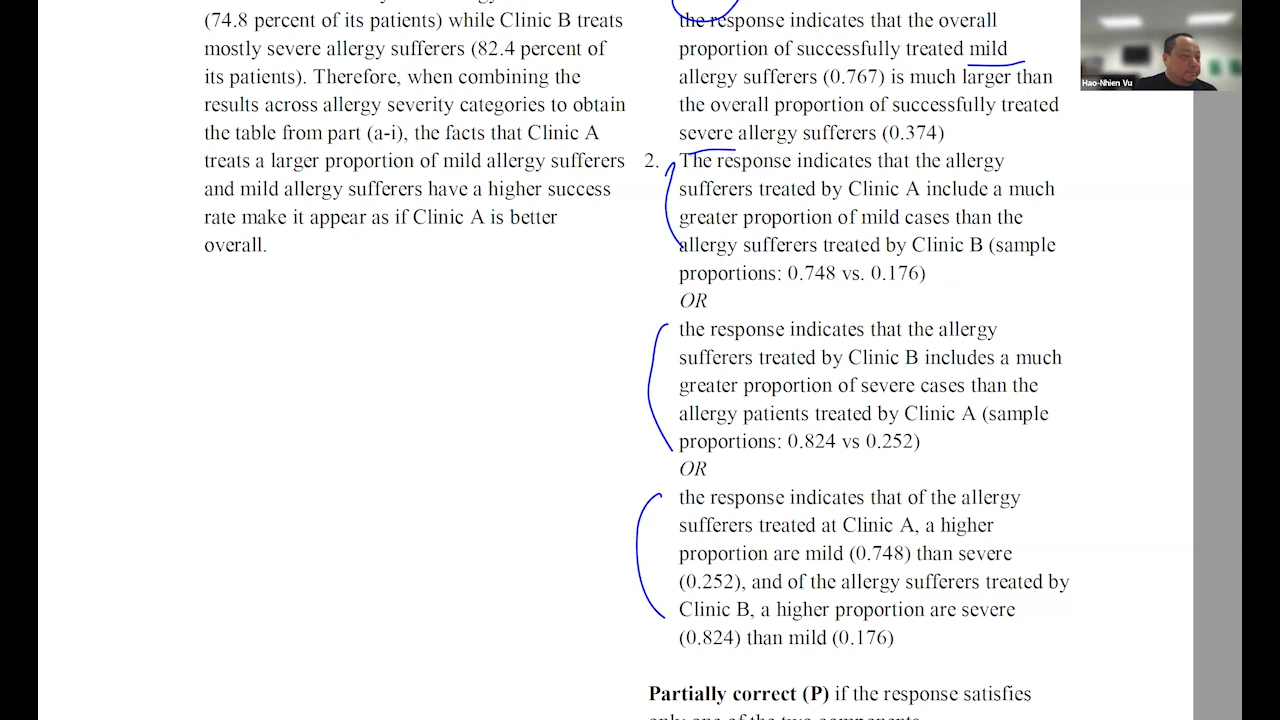 (74.8 percent of its patients) while Clinic B treats
mostly severe allergy sufferers (82.4 percent of
its patients). Therefore, when combining the
results across allergy severity categories to obtain
the table from part (a-i), the facts that Clinic A
treats a larger proportion of mild allergy sufferers
and mild allergy sufferers have a higher success
rate make it appear as if Clinic A is better
overall.
the response indicates that the overall
proportion of successfully treated mild
allergy sufferers (0.767) is much larger than
the overall proportion of successfully treated
severe allergy sufferers (0.374)
2. The response indicates that the allergy
sufferers treated by Clinic A include a much
greater proportion of mild cases than the
allergy sufferers treated by Clinic B (sample
proportions: 0.748 vs. 0.176)
OR
the response indicates that the allergy
sufferers treated by Clinic B includes a much
greater proportion of severe cases than the
allergy patients treated by Clinic A (sample
proportions: 0.824 vs 0.252)
OR
the response indicates that of the allergy
sufferers treated at Clinic A, a higher
proportion are mild (0.748) than severe
(0.252), and of the allergy sufferers treated by
Clinic B, a higher proportion are severe
(0.824) than mild (0.176)
Partially correct (P) if the response satisfies
only one of the two components
Hao-Nhien Vu